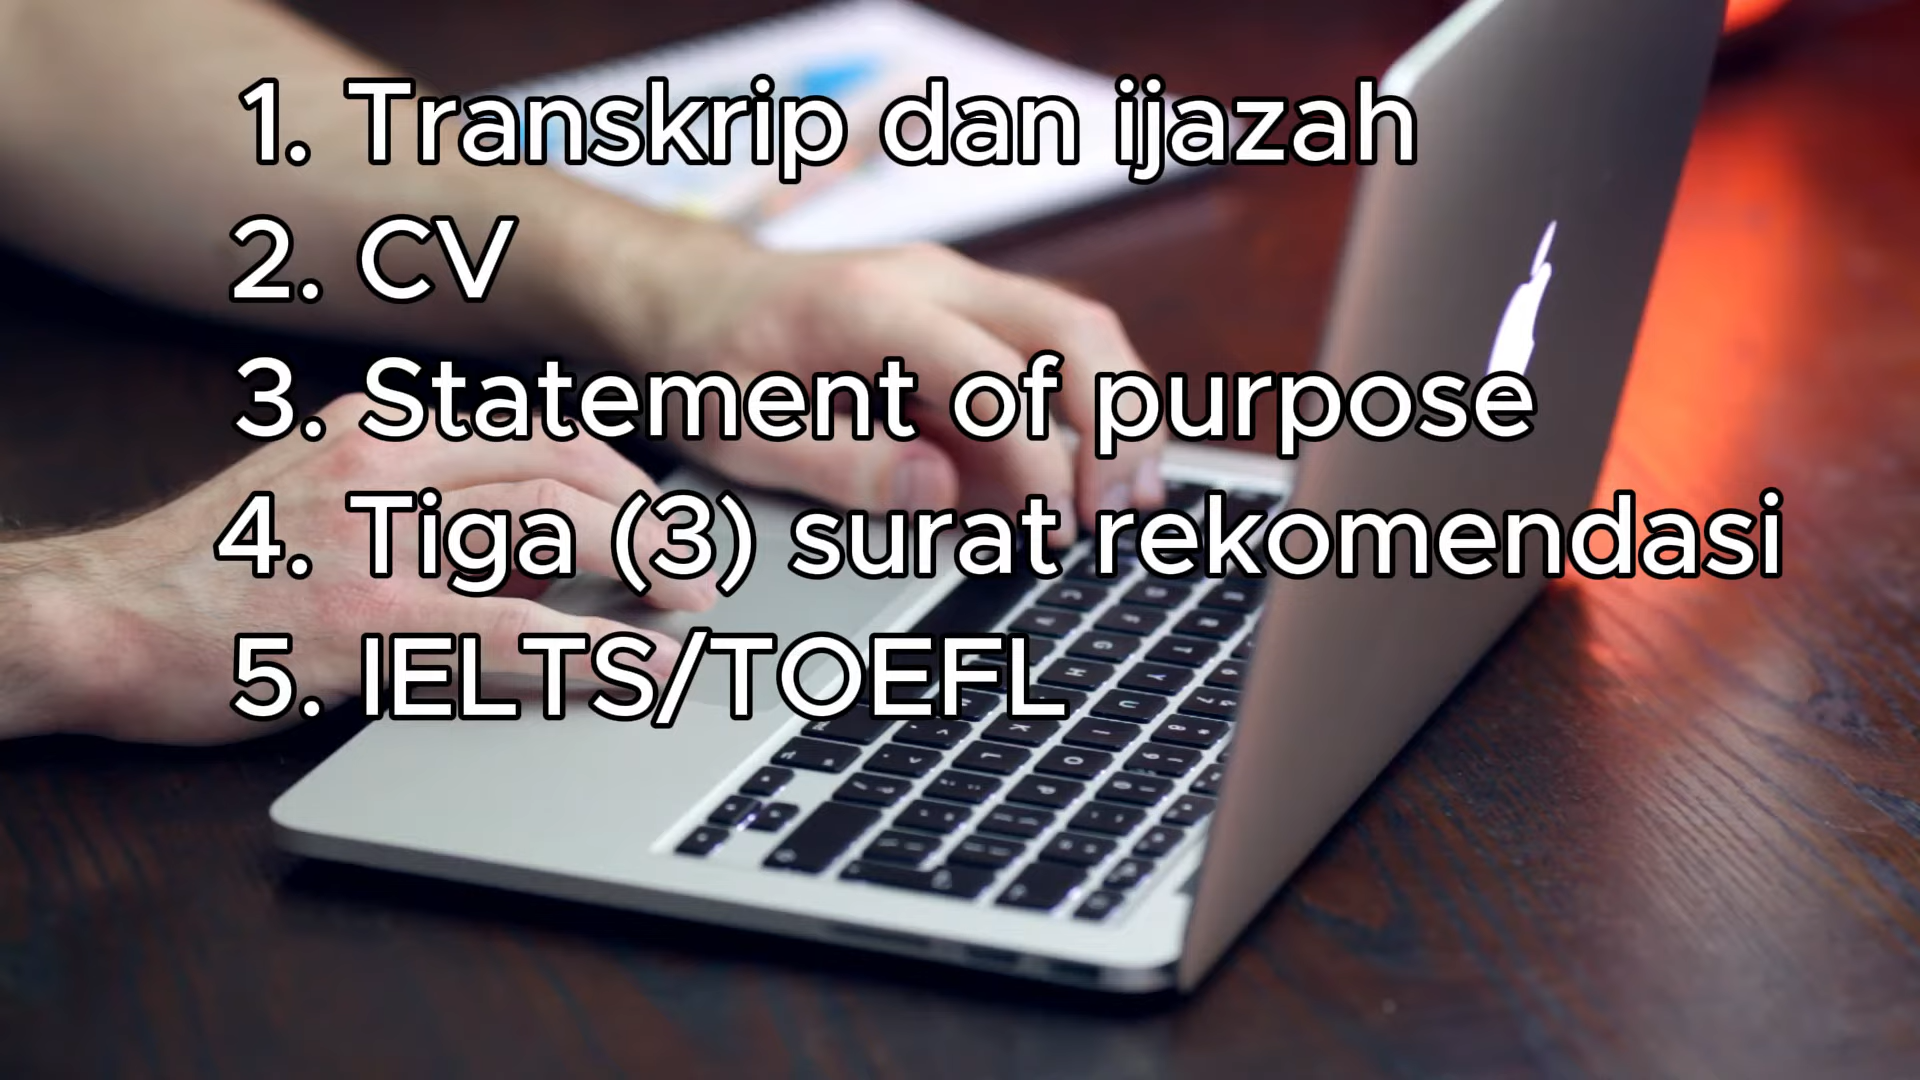 1. Transkrip dan ijazah
2. CV
3. Statement of purpose
4. Tiga (3) surat rekomendasi
5. IELTS/TOEFL